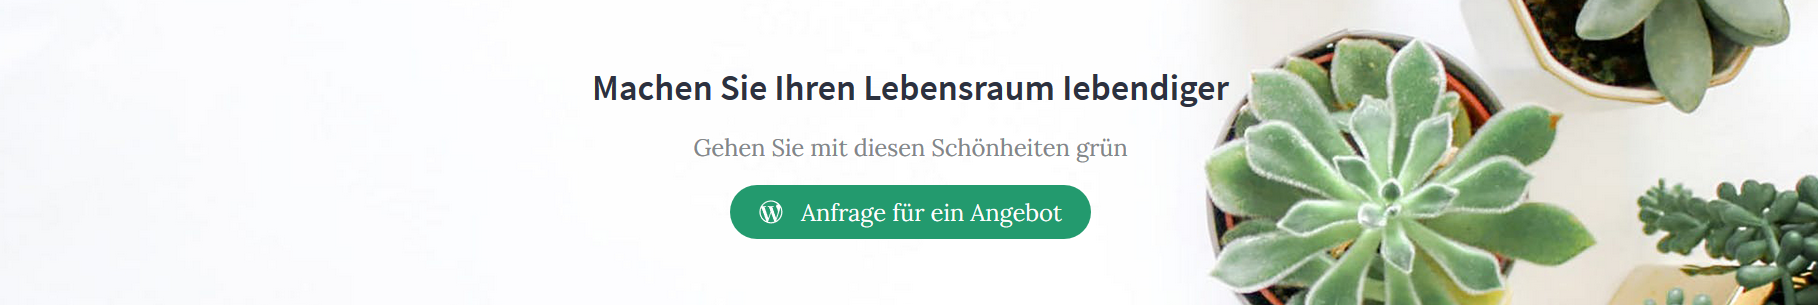 Machen Sie Ihren Lebensraum lebendiger
Gehen Sie mit diesen Schönheiten grün
Anfrage für ein Angebot